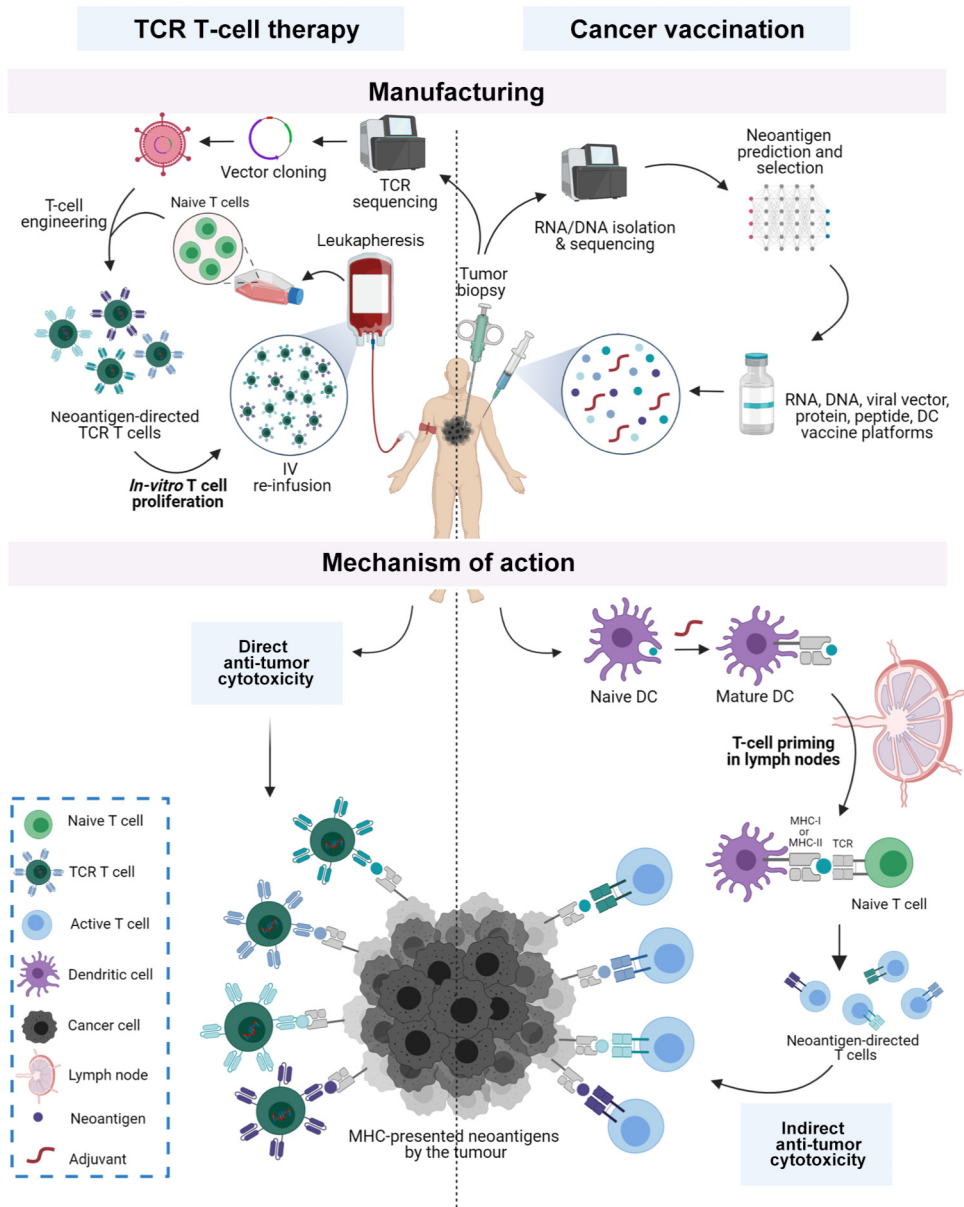 TCR T-cell therapy
Cancer vaccination
Manufacturing
Vector cloning
TCR
sequencing
T-cell
engineering
Naive T cells
Leukapheresis
Neoantigen-directed
TCR T cells
In-vitro T cell
proliferation
IV
re-infusion
Tumor
biopsy
RNA/DNA isolation
& sequencing
Neoantigen
prediction and
selection
RNA, DNA, viral vector,
protein, peptide, DC
vaccine platforms
Mechanism of action
Direct
anti-tumor
cytotoxicity
Naive DC
Mature DC
T-cell priming
in lymph nodes
MHC-I
or
MHC-II
TCR
Naive T cell
Neoantigen-directed
T cells
Indirect
anti-tumor
cytotoxicity
MHC-presented neoantigens
by the tumour
Naive T cell
TCR T cell
Active T cell
Dendritic cell
Cancer cell
Lymph node
Neoantigen
Adjuvant